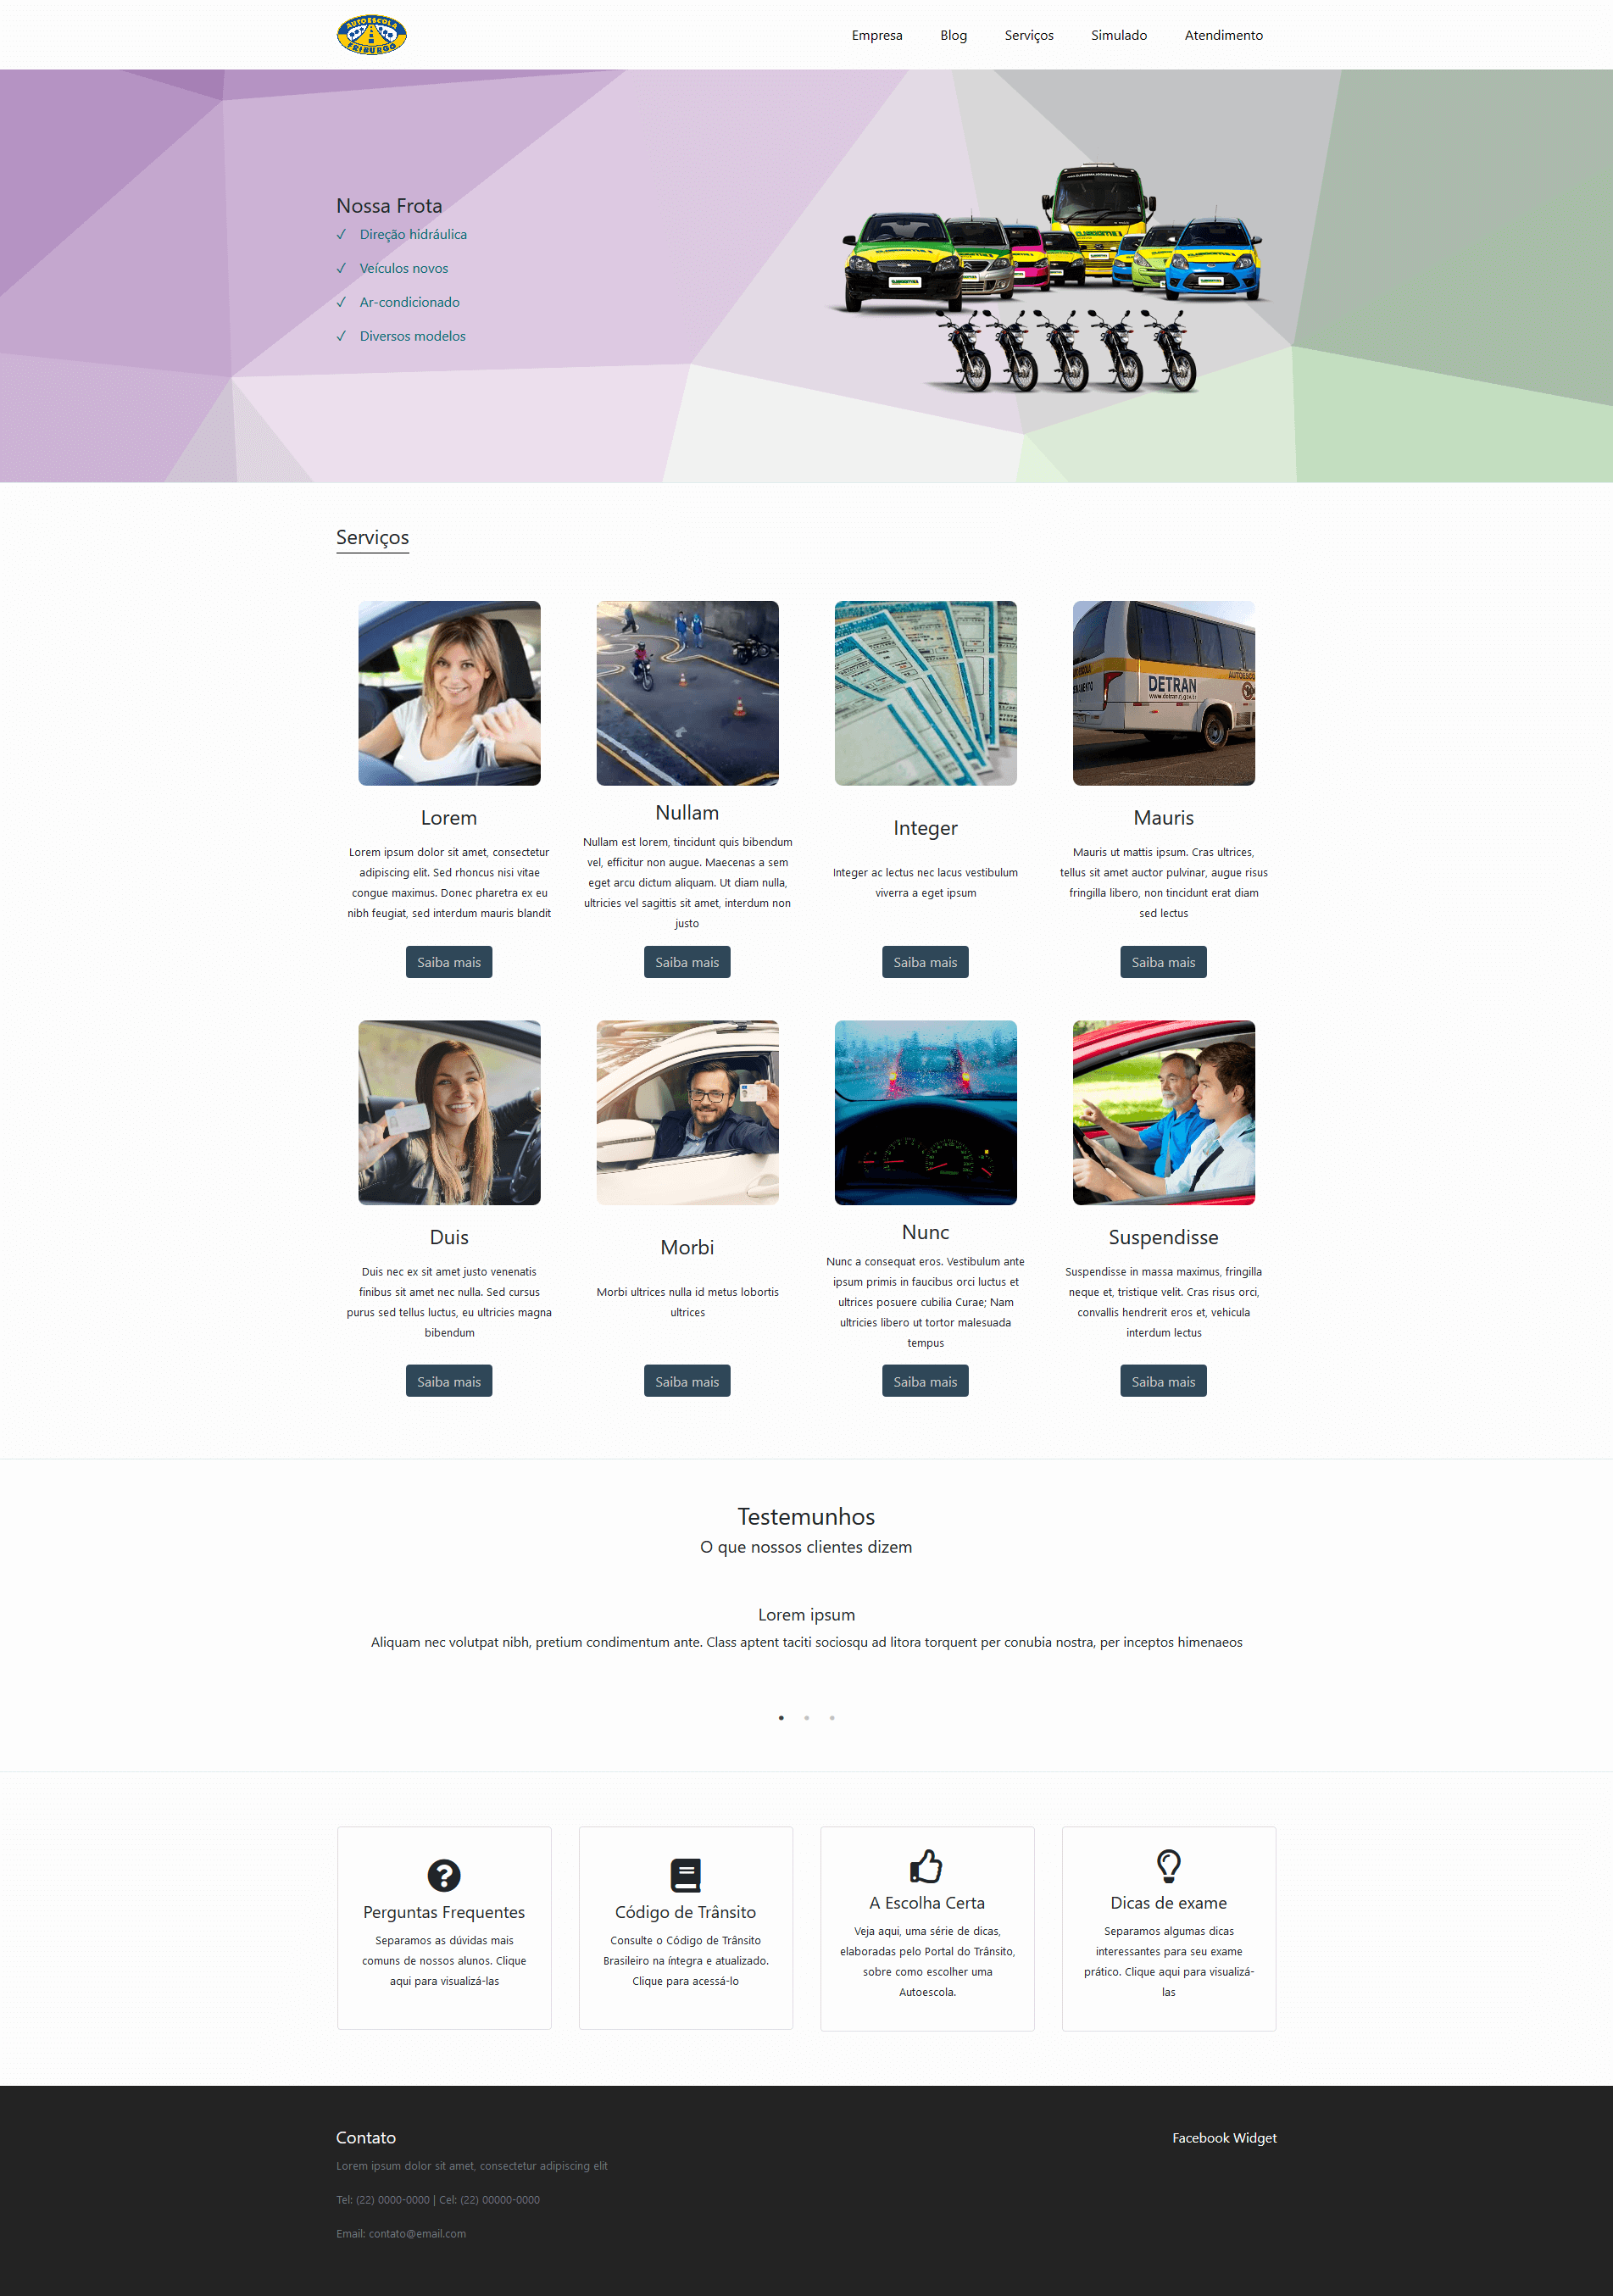 AUTOESCOLA
FRIBURGO
Empresa
Blog
Serviços
Simulado
Atendimento
Nossa Frota
✓ Direção hidráulica
✓ Veículos novos
✓ Ar-condicionado
✓ Diversos modelos
Serviços
DETRAN
Lorem
Lorem ipsum dolor sit amet, consectetur
adipiscing elit. Sed rhoncus nisi vitae
congue maximus. Donec pharetra ex eu
nibh feugiat, sed interdum mauris blandit
Saiba mais
Nullam
Nullam est lorem, tincidunt quis bibendum
vel, efficitur non augue. Maecenas a sem
eget arcu dictum aliquam. Ut diam nulla,
ultricies vel sagittis sit amet, interdum non
justo
Saiba mais
Integer
Integer ac lectus nec lacus vestibulum
viverra a eget ipsum
Saiba mais
Mauris
Mauris ut mattis ipsum. Cras ultrices,
tellus sit amet auctor pulvinar, augue risus
fringilla libero, non tincidunt erat diam
sed lectus
Saiba mais
Duis
Duis nec ex sit amet justo venenatis
finibus sit amet nec nulla. Sed cursus
purus sed tellus luctus, eu ultricies magna
bibendum
Saiba mais
Morbi
Morbi ultrices nulla id metus lobortis
ultrices
Saiba mais
Nunc
Nunc a consequat eros. Vestibulum ante
ipsum primis in faucibus orci luctus et
ultrices posuere cubilia Curae; Nam
ultricies libero ut tortor malesuada
tempus
Saiba mais
Suspendisse
Suspendisse in massa maximus, fringilla
neque et, tristique velit. Cras risus orci,
convallis hendrerit eros et, vehicula
interdum lectus
Saiba mais
Testemunhos
O que nossos clientes dizem
Lorem ipsum
Aliquam nec volutpat nibh, pretium condimentum ante. Class aptent taciti sociosqu ad litora torquent per conubia nostra, per inceptos himenaeos
Perguntas Frequentes
Separamos as dúvidas mais
comuns de nossos alunos. Clique
aqui para visualizá-las
Código de Trânsito
Consulte o Código de Trânsito
Brasileiro na íntegra e atualizado.
Clique para acessá-lo
A Escolha Certa
Veja aqui, uma série de dicas,
elaboradas pelo Portal do Trânsito,
sobre como escolher uma
Autoescola.
Dicas de exame
Separamos algumas dicas
interessantes para seu exame
prático. Clique aqui para visualizá-
las
Contato
Lorem ipsum dolor sit amet, consectetur adipiscing elit
Tel: (22) 0000-0000 | Cel: (22) 00000-0000
Email: contato@email.com
Facebook Widget